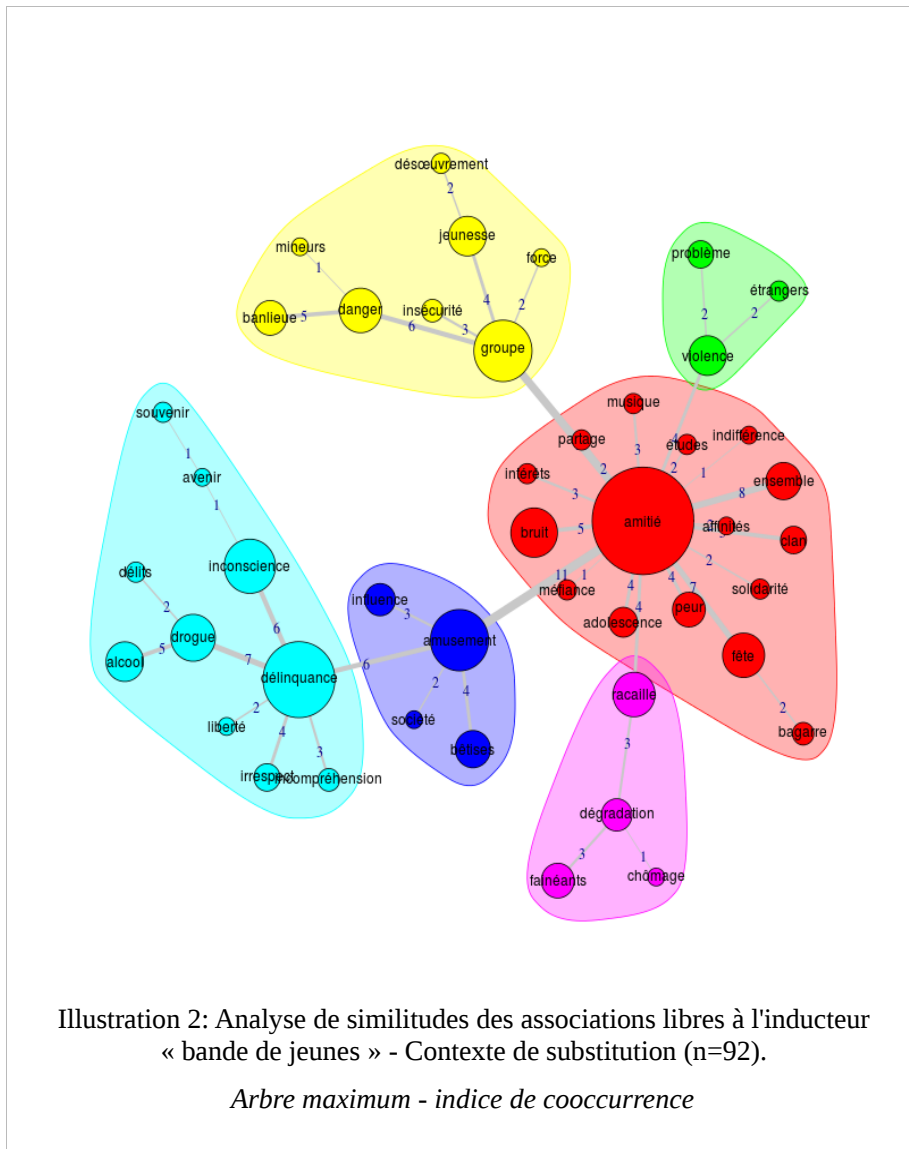 désœuvrement
2
jeunesse
mineurs
force
problème
1
étrangers
4
2
insécurité
banlieue
5
danger
3
2
2
6
groupe
violence
musique
souvenir
partage
4
indifférence
études
3
1
2
2
1
intérêts
ensemble
avenir
3
8
1
amitié
affinités
bruit
5
clan
inconscience
délits
11
1
4
4
7
2
solidarité
méfiance
influence
2
4
peur
6
3
adolescence
drogue
amusement
5
7
fête
alcool
6
délinquance
2
racaille
2
liberté
4
société
2
bagarre
4
3
bêtises
3
irrespect
incompréhension
dégradation
3
1
fainéants
chômage
Illustration 2: Analyse de similitudes des associations libres à l'inducteur
« bande de jeunes » - Contexte de substitution (n=92).
Arbre maximum - indice de cooccurrence